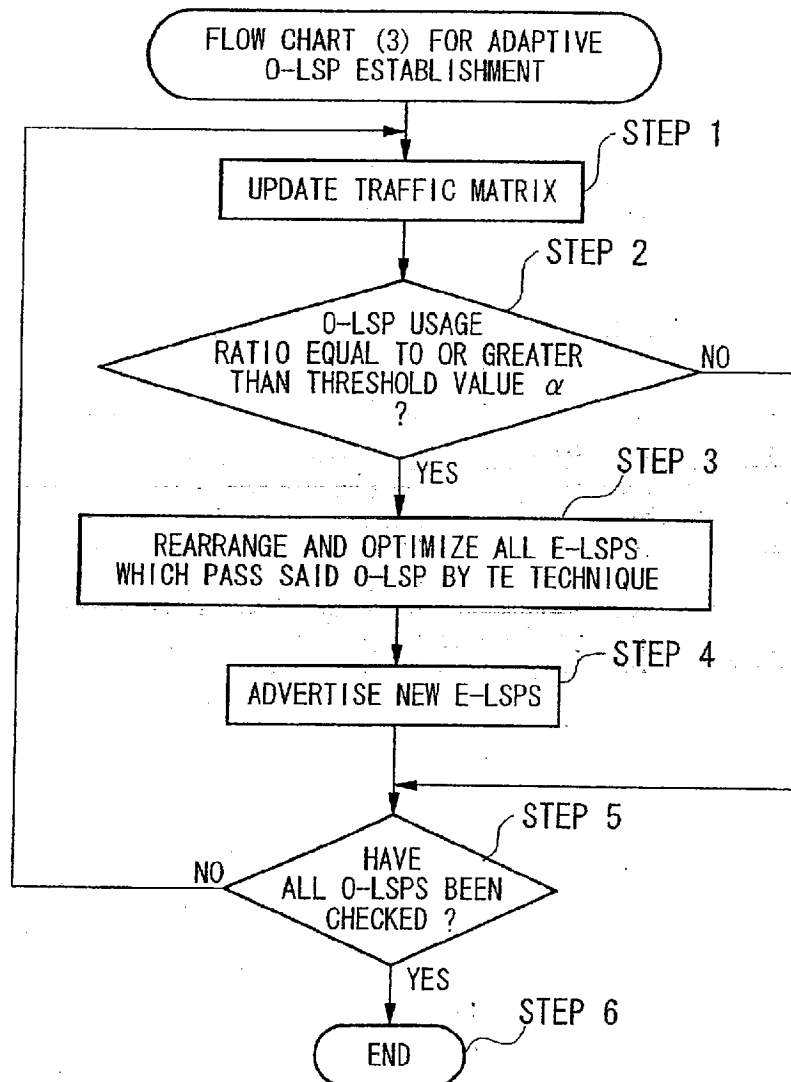 FLOW CHART (3) FOR ADAPTIVE
O-LSP ESTABLISHMENT
STEP 1
UPDATE TRAFFIC MATRIX
STEP 2
O-LSP USAGE
RATIO EQUAL TO OR GREATER
THAN THRESHOLD VALUE α
?
NO
YES
STEP 3
REARRANGE AND OPTIMIZE ALL E-LSPS
WHICH PASS SAID O-LSP BY TE TECHNIQUE
STEP 4
ADVERTISE NEW E-LSPS
STEP 5
HAVE
ALL O-LSPS BEEN
CHECKED ?
NO
YES
STEP 6
END